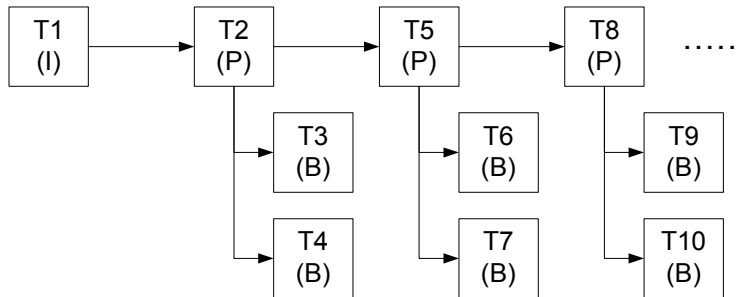 T1
(I)
T2
(P)
T5
(P)
T8
(P)
.....
T3
(B)
T6
(B)
T9
(B)
T4
(B)
T7
(B)
T10
(B)